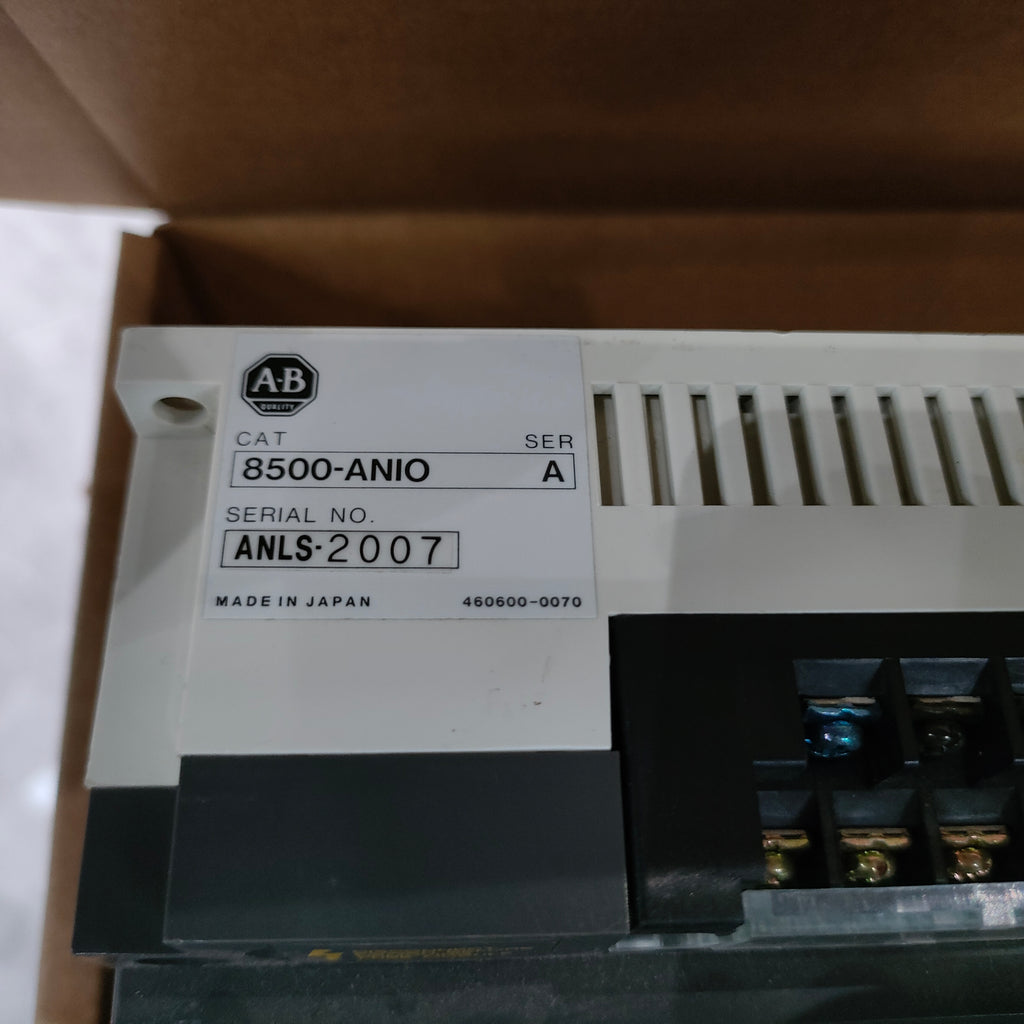 A-B
QUALITY
CAT SER
8500-ANIO A
SERIAL NO.
ANLS-2007
MADE IN JAPAN 460600-0070